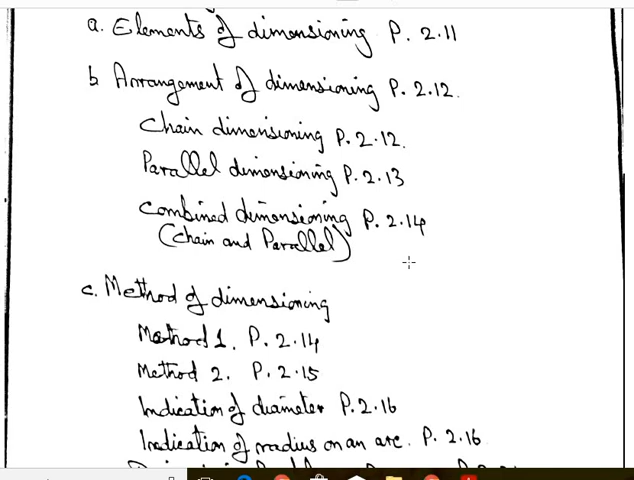 a. Elements of dimensioning P. 2.11
b Arrangement of dimensioning P. 2.12.
Chain dimensioning P. 2.12.
Parallel dimensioning P. 2.13
Combined dimensioning P. 2.14
(Chain and Parallel)
c. Method of dimensioning
Method 1. P. 2.14
Method 2. P. 2.15
Indication of diameter P. 2.16
Indication of radius on an arc. P. 2.16